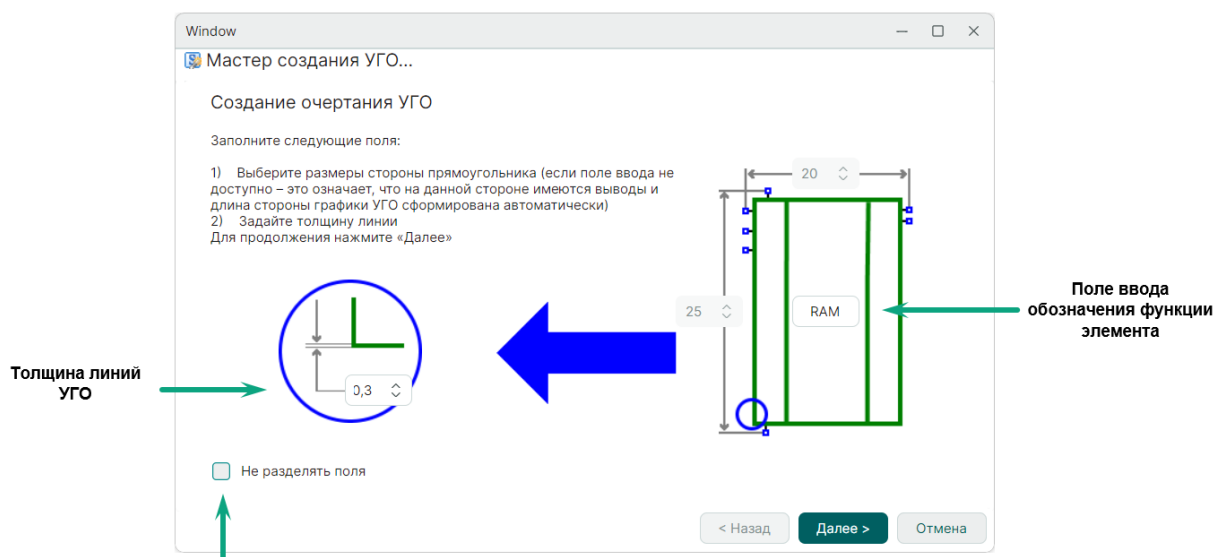 Window
Мастер создания УГО...
Создание очертания УГО
Заполните следующие поля:
1) Выберите размеры стороны прямоугольника (если поле ввода не
доступно – это означает, что на данной стороне имеются выводы и
длина стороны графики УГО сформирована автоматически)
2) Задайте толщину линии
Для продолжения нажмите «Далее»
20
25
RAM
Поле ввода
обозначения функции
элемента
Толщина линий
УГО
0,3
Не разделять поля
< Назад
Далее >
Отмена